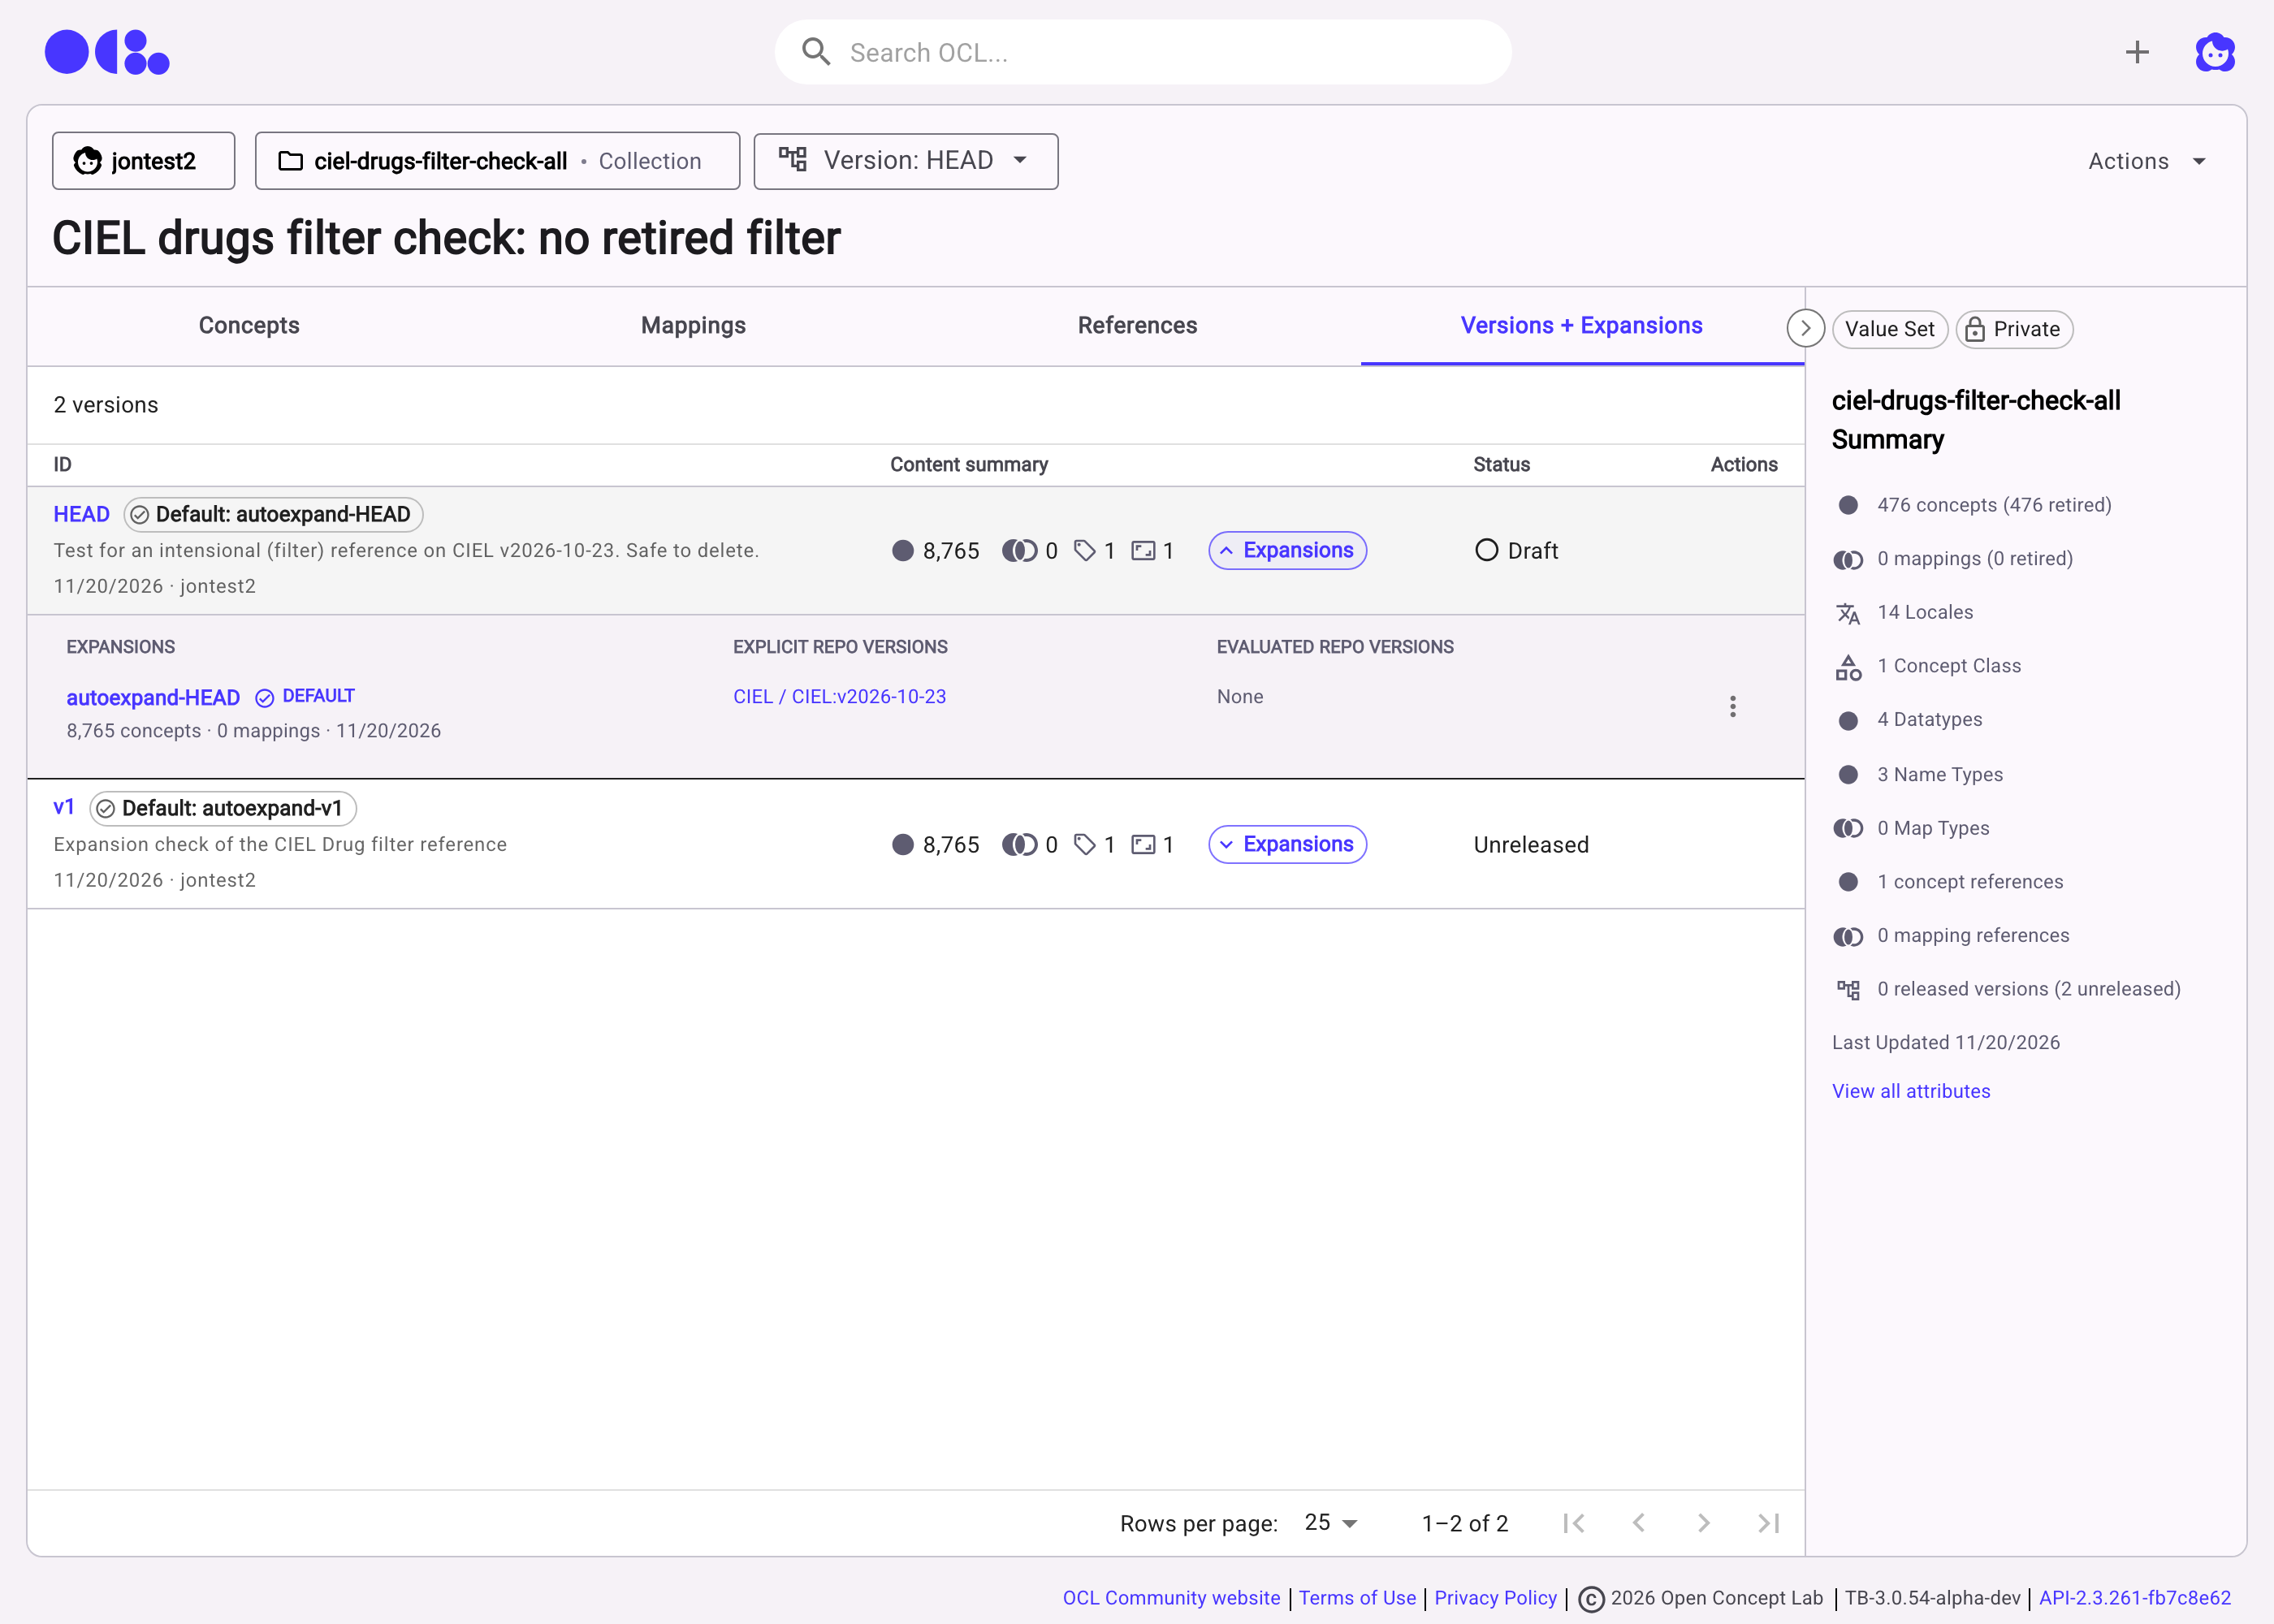 OCL
Search OCL...
jontest2
ciel-drugs-filter-check-all • Collection
Version: HEAD
Actions
CIEL drugs filter check: no retired filter
Concepts
Mappings
References
Versions + Expansions
Value Set
Private
2 versions
ID
Content summary
Status
Actions
HEAD
Default: autoexpand-HEAD
Test for an intensional (filter) reference on CIEL v2026-10-23. Safe to delete.
11/20/2026 · jontest2
8,765
0
1
1
Expansions
Draft
EXPANSIONS
EXPLICIT REPO VERSIONS
EVALUATED REPO VERSIONS
autoexpand-HEAD
DEFAULT
CIEL / CIEL:v2026-10-23
None
8,765 concepts · 0 mappings · 11/20/2026
v1
Default: autoexpand-v1
Expansion check of the CIEL Drug filter reference
11/20/2026 · jontest2
8,765
0
1
1
Expansions
Unreleased
ciel-drugs-filter-check-all
Summary
476 concepts (476 retired)
0 mappings (0 retired)
14 Locales
1 Concept Class
4 Datatypes
3 Name Types
0 Map Types
1 concept references
0 mapping references
0 released versions (2 unreleased)
Last Updated 11/20/2026
View all attributes
Rows per page: 25
1–2 of 2
OCL Community website | Terms of Use | Privacy Policy | © 2026 Open Concept Lab | TB-3.0.54-alpha-dev | API-2.3.261-fb7c8e62